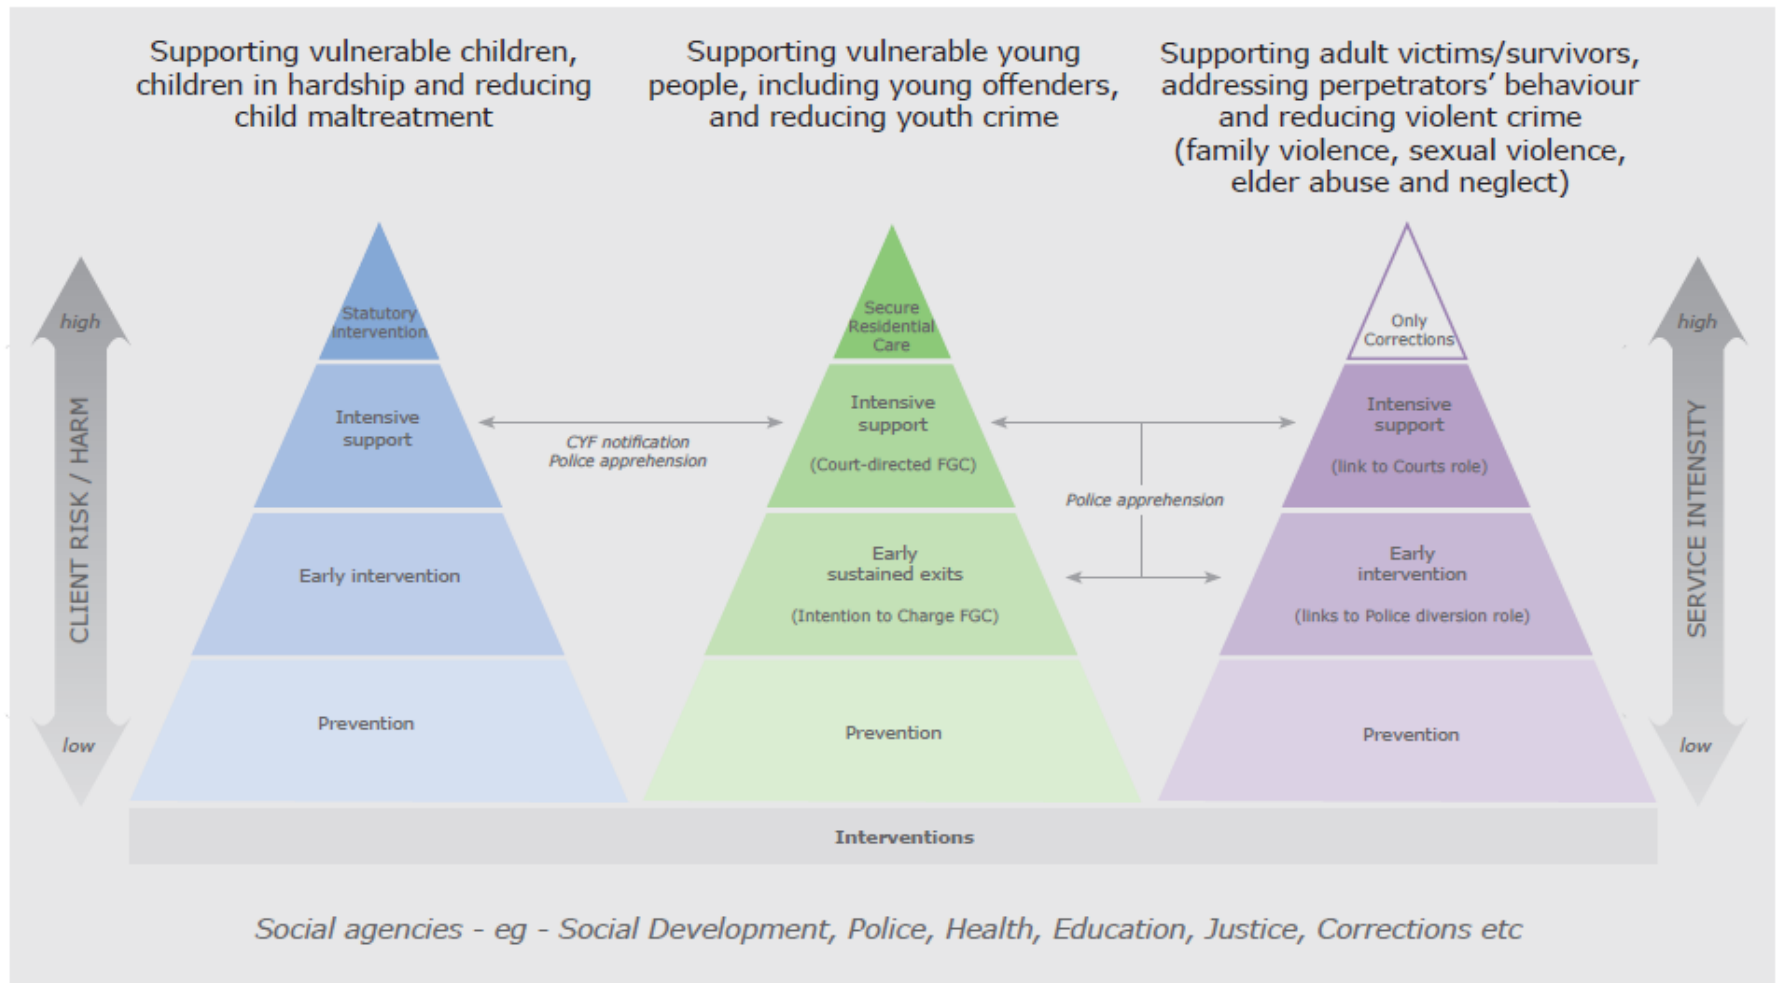 Supporting vulnerable children,
children in hardship and reducing
child maltreatment
Supporting vulnerable young
people, including young offenders,
and reducing youth crime
Supporting adult victims/survivors,
addressing perpetrators’ behaviour
and reducing violent crime
(family violence, sexual violence,
elder abuse and neglect)
high
CLIENT RISK / HARM
low
Statutory
Intervention
Intensive
support
Early intervention
Prevention
CYF notification
Police apprehension
Secure
Residential
Care
Intensive
support
(Court-directed FGC)
Early
sustained exits
(Intention to Charge FGC)
Prevention
Police apprehension
Only
Corrections
Intensive
support
(link to Courts role)
Early
intervention
(links to Police diversion role)
Prevention
high
SERVICE INTENSITY
low
Interventions
Social agencies - eg - Social Development, Police, Health, Education, Justice, Corrections etc